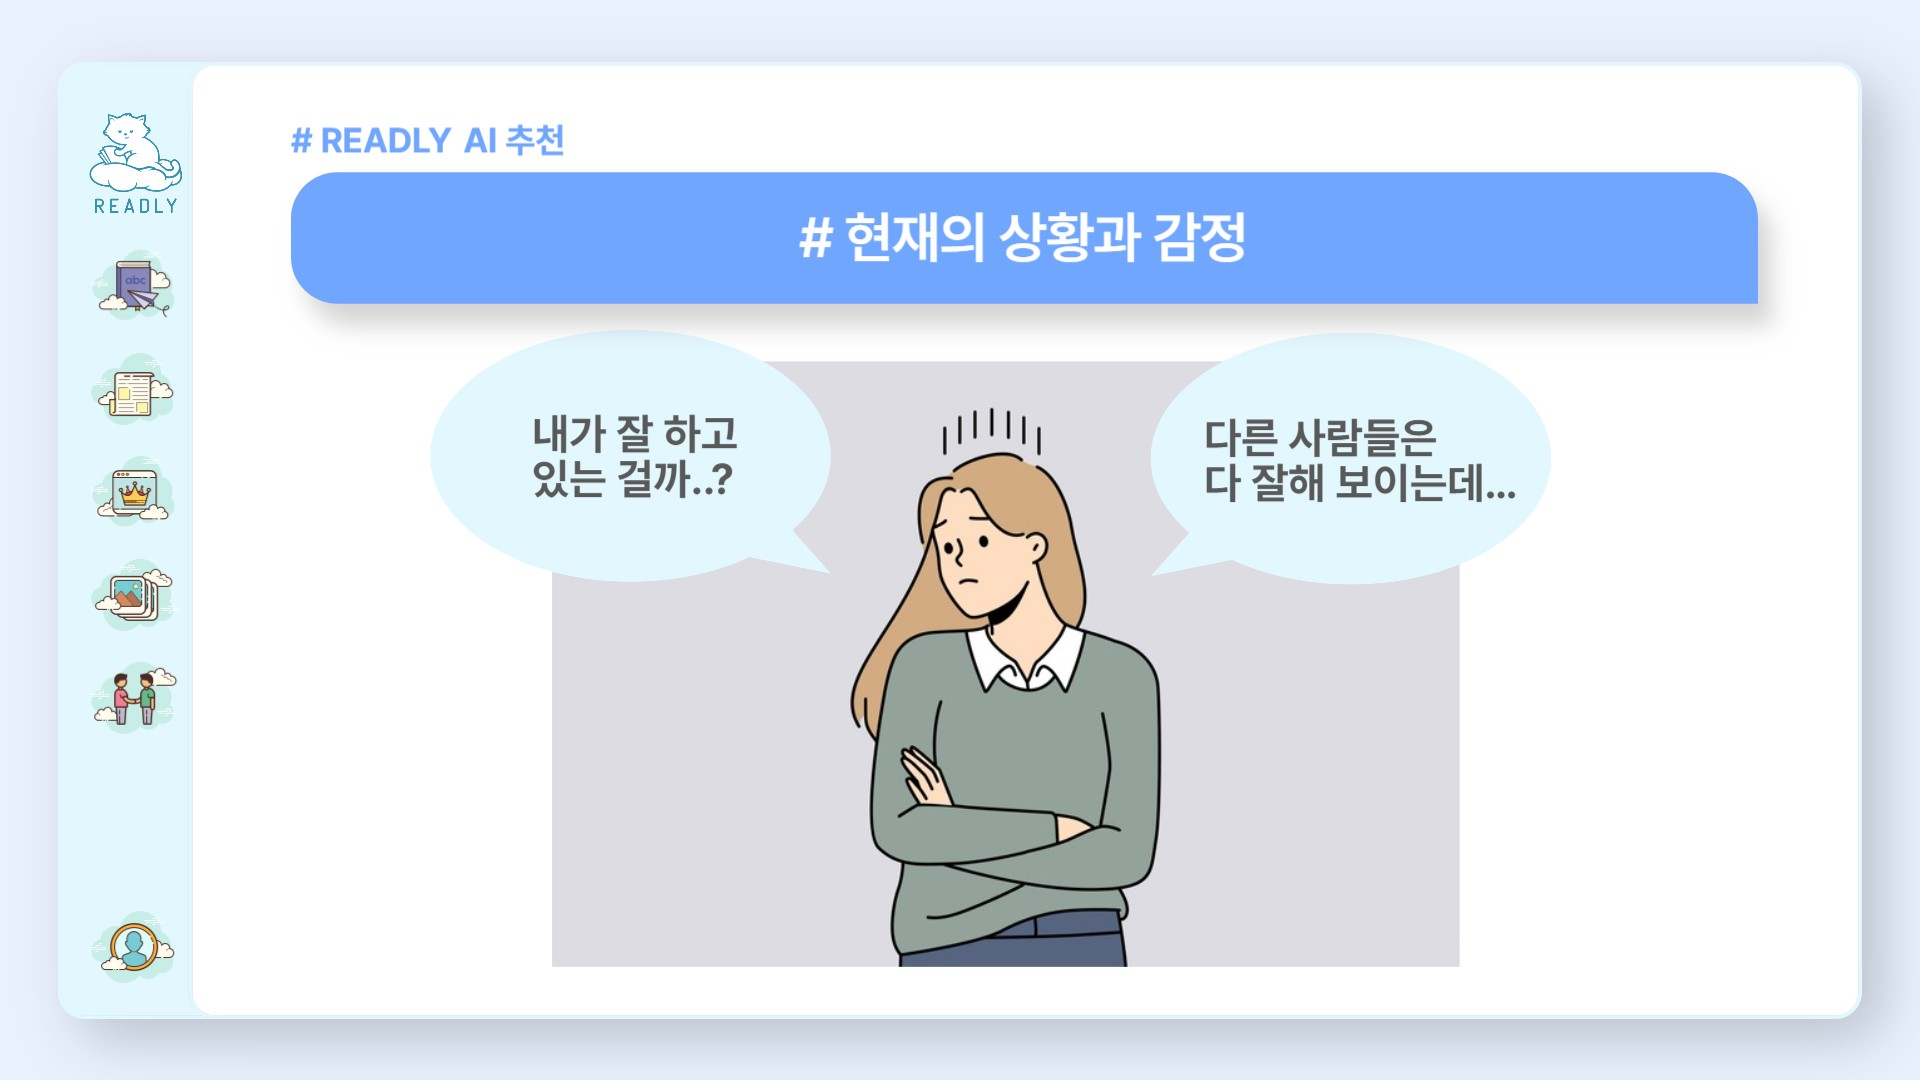 READLY
abc
# READLY AI 추천
# 현재의 상황과 감정
내가 잘 하고
있는 걸까..?
다른 사람들은
다 잘해 보이는데...